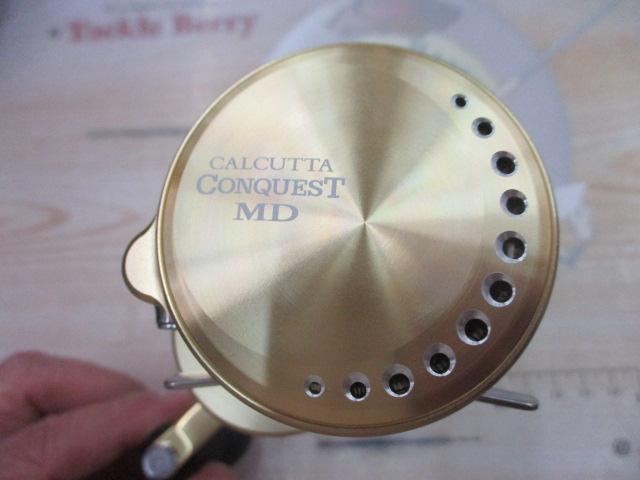 Tackle Berry
CALCUTTA
CONQUEST
MD